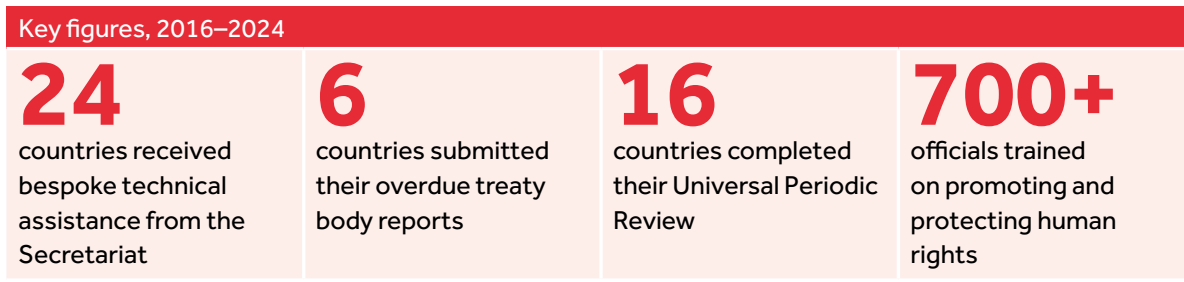 Key figures, 2016–2024
24
countries received
bespoke technical
assistance from the
Secretariat
6
countries submitted
their overdue treaty
body reports
16
countries completed
their Universal Periodic
Review
700+
officials trained
on promoting and
protecting human
rights